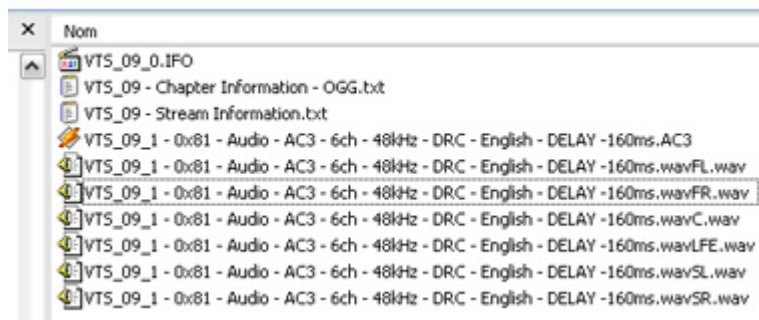 Nom
VTS_09_0.IFO
VTS_09 - Chapter Information - OGG.txt
VTS_09 - Stream Information.txt
VTS_09_1 - 0x81 - Audio - AC3 - 6ch - 48kHz - DRC - English - DELAY -160ms.AC3
VTS_09_1 - 0x81 - Audio - AC3 - 6ch - 48kHz - DRC - English - DELAY -160ms.wavFL.wav
VTS_09_1 - 0x81 - Audio - AC3 - 6ch - 48kHz - DRC - English - DELAY -160ms.wavFR.wav
VTS_09_1 - 0x81 - Audio - AC3 - 6ch - 48kHz - DRC - English - DELAY -160ms.wavC.wav
VTS_09_1 - 0x81 - Audio - AC3 - 6ch - 48kHz - DRC - English - DELAY -160ms.wavLFE.wav
VTS_09_1 - 0x81 - Audio - AC3 - 6ch - 48kHz - DRC - English - DELAY -160ms.wavSL.wav
VTS_09_1 - 0x81 - Audio - AC3 - 6ch - 48kHz - DRC - English - DELAY -160ms.wavSR.wav